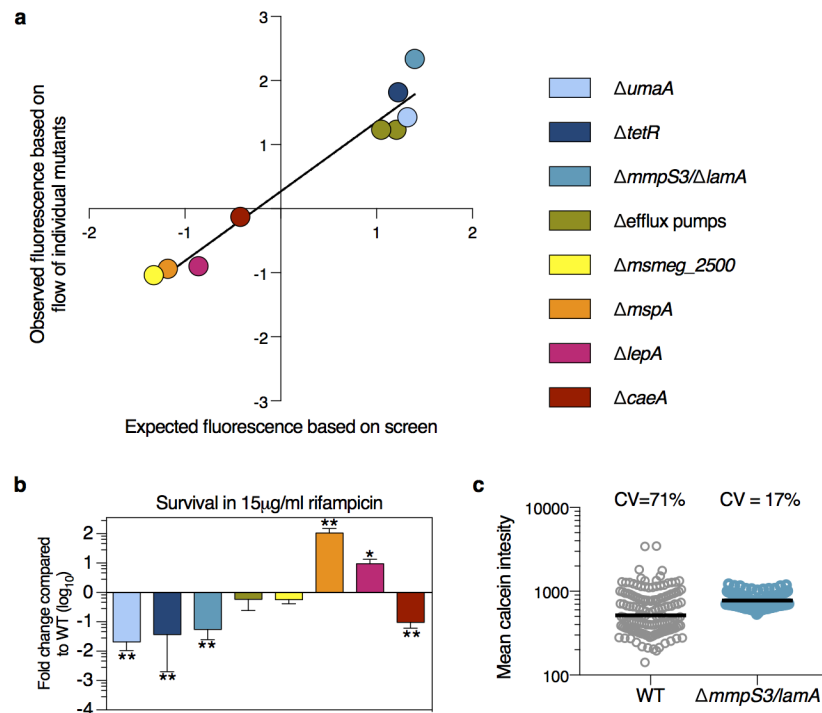 a
3
2
1
-2
-1
1
2
-1
-2
-3
Observed fluorescence based on
flow of individual mutants
Expected fluorescence based on screen
ΔumaA
ΔtetR
ΔmmpS3/ΔlamA
Δefflux pumps
Δmsmeg_2500
ΔmspA
ΔlepA
ΔcaeA
b
Survival in 15μg/ml rifampicin
Fold change compared
to WT (log10)
2
1
0
-1
-2
-3
-4
**
**
**
**
*
**
c
CV=71%
CV = 17%
Mean calcein intesity
10000
1000
100
WT
ΔmmpS3/lamA